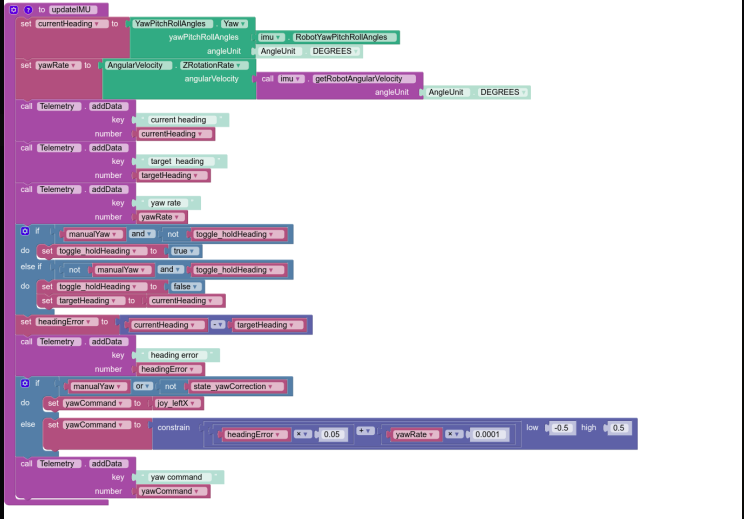 to updateIMU
set currentHeading to YawPitchRollAngles . Yaw
yawPitchRollAngles imu . RobotYawPitchRollAngles
angleUnit AngleUnit DEGREES
set yawRate to AngularVelocity . ZRotationRate
angularVelocity call imu . getRobotAngularVelocity
angleUnit AngleUnit DEGREES
call Telemetry . addData
key " current heading "
number currentHeading
call Telemetry . addData
key " target heading "
number targetHeading
call Telemetry . addData
key " yaw rate "
number yawRate
if manualYaw and not toggle_holdHeading
do set toggle_holdHeading to true
else if not manualYaw and toggle_holdHeading
do set toggle_holdHeading to false
set targetHeading to currentHeading
set headingError to currentHeading - targetHeading
call Telemetry . addData
key " heading error "
number headingError
if manualYaw or not state_yawCorrection
do set yawCommand to joy_leftX
else set yawCommand to constrain headingError × 0.05 + yawRate × 0.0001 low -0.5 high 0.5
call Telemetry . addData
key " yaw command "
number yawCommand